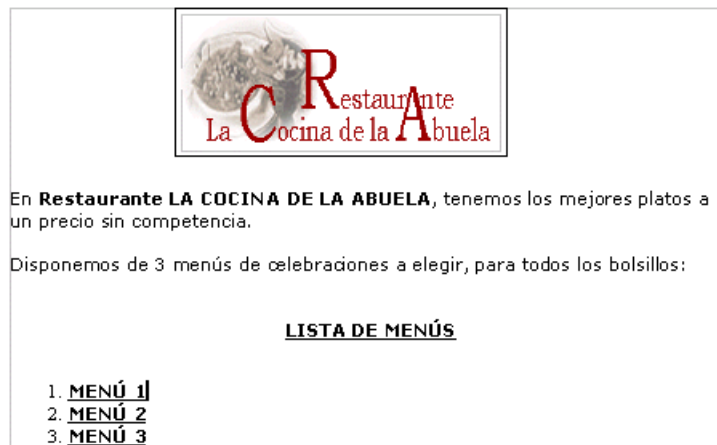 Restaurante
La Cocina de la Abuela
En Restaurante LA COCINA DE LA ABUELA, tenemos los mejores platos a
un precio sin competencia.
Disponemos de 3 menús de celebraciones a elegir, para todos los bolsillos:
LISTA DE MENÚS
1. MENÚ 1
2. MENÚ 2
3. MENÚ 3